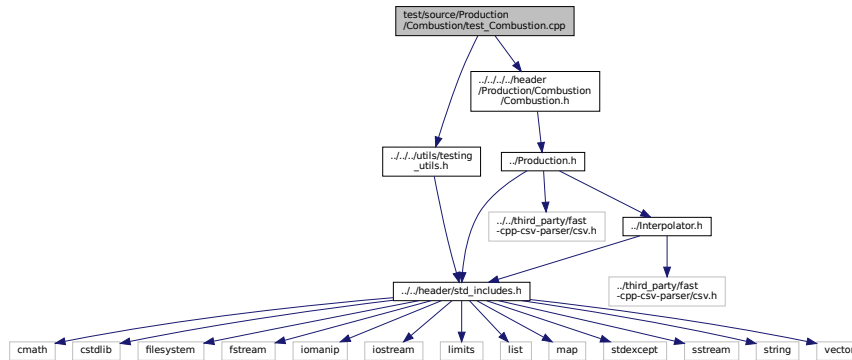 test/source/Production
/Combustion/test_Combustion.cpp
../../../../header
/Production/Combustion
/Combustion.h
../../../utils/testing
_utils.h
../Production.h
../../third_party/fast
-cpp-csv-parser/csv.h
../Interpolator.h
../../header/std_includes.h
../third_party/fast
-cpp-csv-parser/csv.h
cmath
cstdlib
filesystem
fstream
iomanip
iostream
limits
list
map
stdexcept
sstream
string
vector